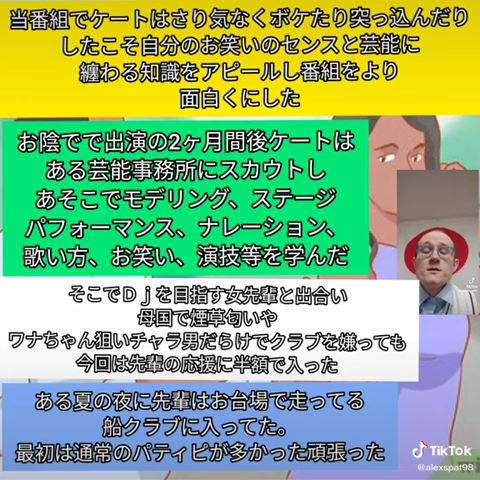 当番組でケートはさり気なくボケたり突っ込んだり
したこそ自分のお笑いのセンスと芸能に
纏わる知識をアピールし番組をより
面白くにした
お陰でで出演の2ヶ月間後ケートは
ある芸能事務所にスカウトし
あそこでモデリング、ステージ
パフォーマンス、ナレーション、
歌い方、お笑い、演技等を学んだ
そこでDjを目指す女先輩と出合い
母国で煙草匂いや
ワナちゃん狙いチャラ男だらけでクラブを嫌っても
今回は先輩の応援に半額で入った
ある夏の夜に先輩はお台場で走ってる
船クラブに入ってた。
最初は通常のパティピが多かった頑張った
TikTok
@alexspat98